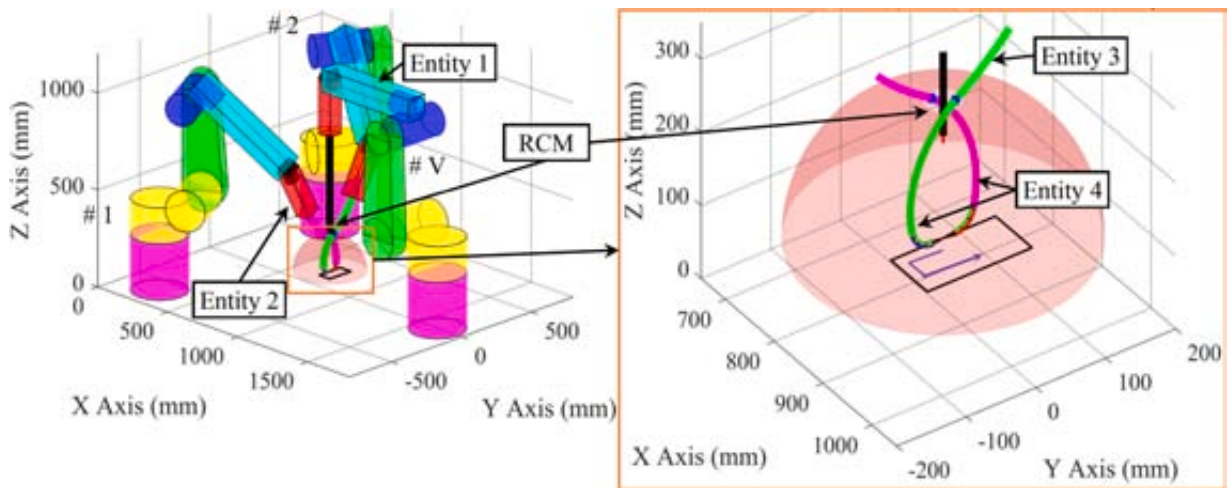 # 2
Entity 1
1000
500
0
Z Axis (mm)
# 1
# V
RCM
Entity 2
0
500
1000
1500
X Axis (mm)
-500
0
500
Y Axis (mm)
300
200
100
0
Z Axis (mm)
Entity 3
Entity 4
700
800
900
1000
X Axis (mm)
-200
-100
0
100
200
Y Axis (mm)